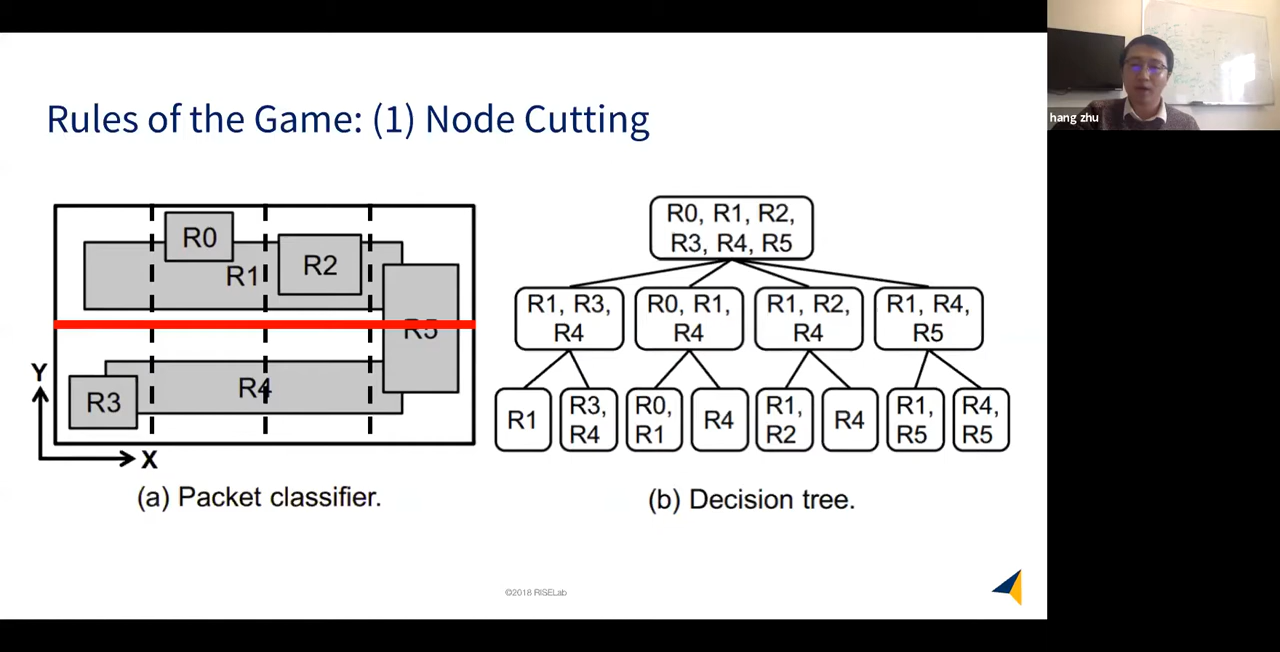 hang zhu
Rules of the Game: (1) Node Cutting
R0
R1
R2
R5
R4
R3
Y
X
(a) Packet classifier.
R0, R1, R2,
R3, R4, R5
R1, R3,
R4
R0, R1,
R4
R1, R2,
R4
R1, R4,
R5
R1
R3,
R4
R0,
R1
R4
R1,
R2
R4
R1,
R5
R4,
R5
(b) Decision tree.
©2018 RISELab